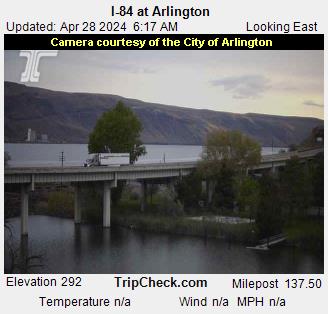 I-84 at Arlington
Updated: Apr 28 2024 6:17 AM Looking East
Camera courtesy of the City of Arlington
Elevation 292 TripCheck.com Milepost 137.50
Temperature n/a Wind n/a MPH n/a